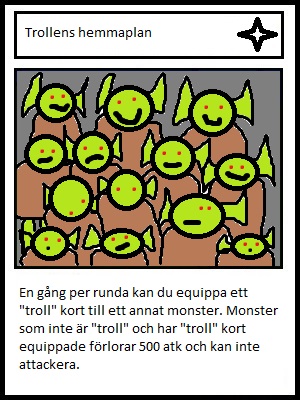 Trollens hemmaplan
En gång per runda kan du equippa ett
"troll" kort till ett annat monster. Monster
som inte är "troll" och har "troll" kort
equippade förlorar 500 atk och kan inte
attackera.